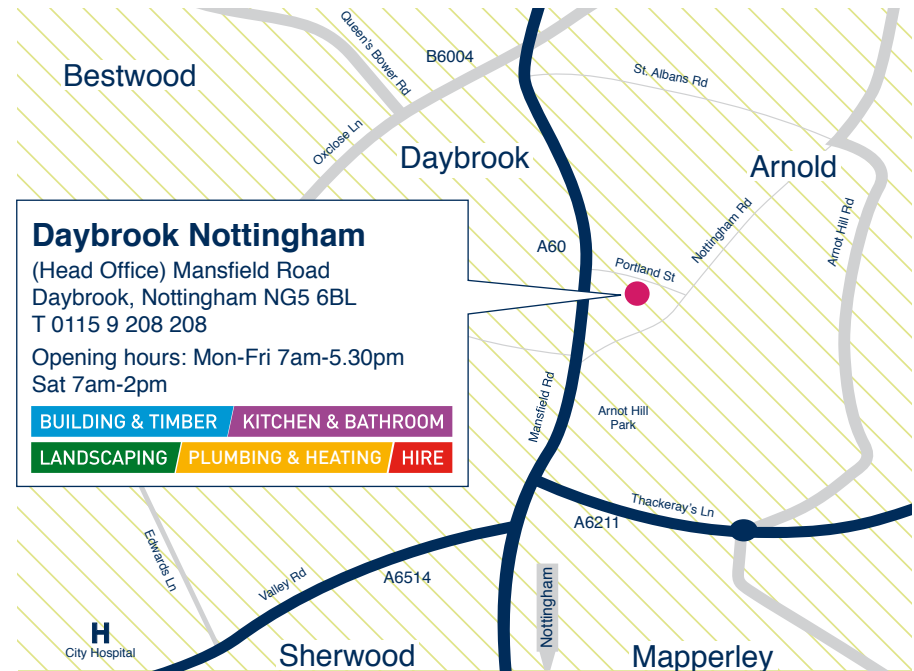 Queen's Bower Rd
B6004
Bestwood
St. Albans Rd
Oxclose Ln
Daybrook
Arnold
Daybrook Nottingham
(Head Office) Mansfield Road
Daybrook, Nottingham NG5 6BL
T 0115 9 208 208
Opening hours: Mon-Fri 7am-5.30pm
Sat 7am-2pm
BUILDING & TIMBER KITCHEN & BATHROOM
LANDSCAPING PLUMBING & HEATING HIRE
A60
Portland St
Nottingham Rd
Arnot Hill Rd
Mansfield Rd
Arnot Hill
Park
Thackeray's Ln
A6211
Edwards Ln
Valley Rd
A6514
Nottingham
H
City Hospital
Sherwood
Mapperley